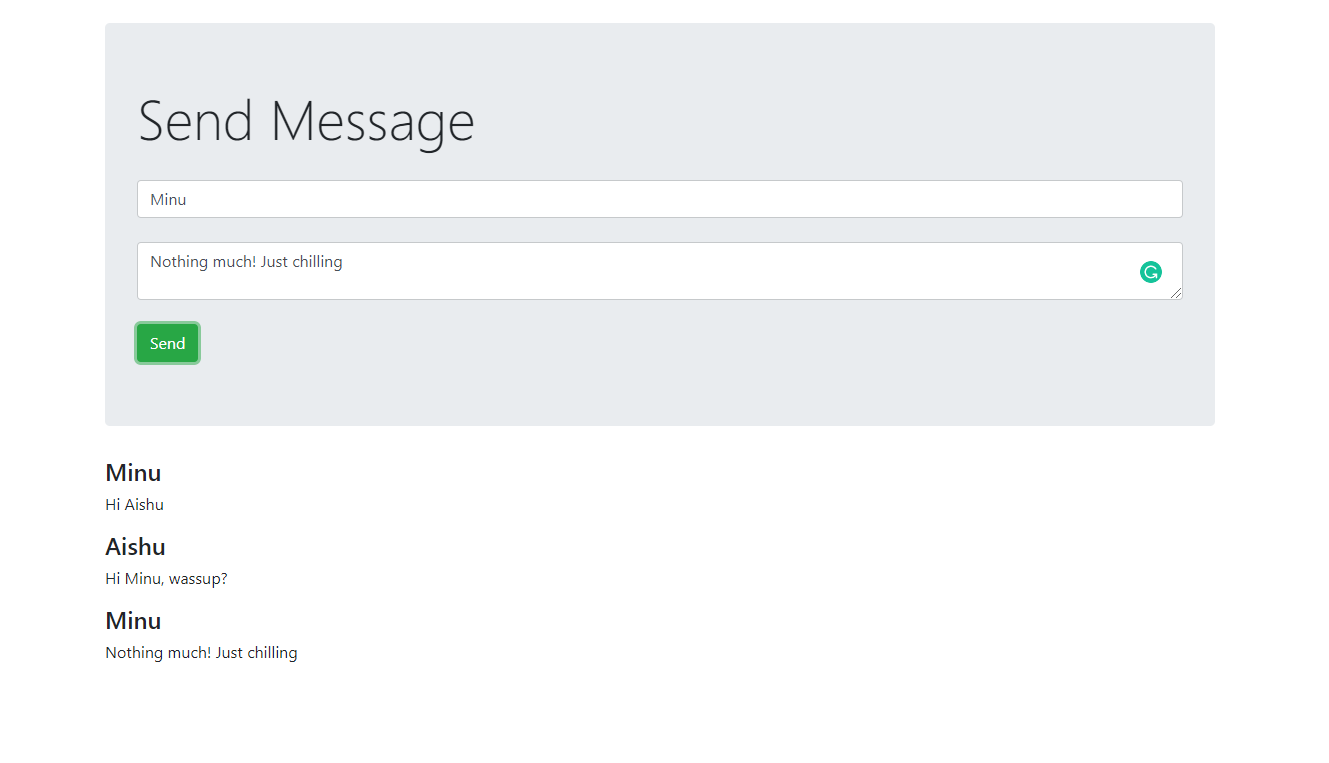 Send Message
Minu
Nothing much! Just chilling
Send
Minu
Hi Aishu
Aishu
Hi Minu, wassup?
Minu
Nothing much! Just chilling